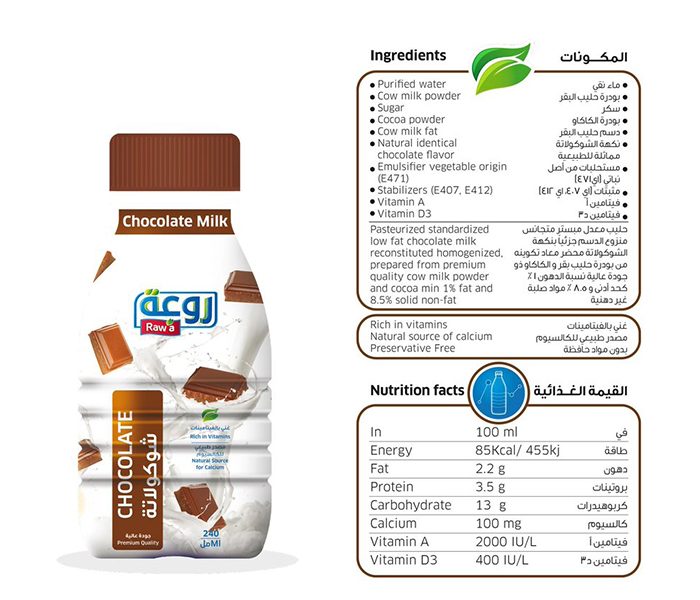 Chocolate Milk
روعة
Raw'a
CHOCOLATE
شوكولاتة
غني بالفيتامينات
Rich in Vitamins
مصدر طبيعي
للكالسيوم
Natural Source
for Calcium
جودة عالية
Premium Quality
240
Ml مل
Ingredients
المكونات
• Purified water
• Cow milk powder
• Sugar
• Cocoa powder
• Cow milk fat
• Natural identical
chocolate flavor
• Emulsifier vegetable origin
(E471)
• Stabilizers (E407, E412)
• Vitamin A
• Vitamin D3
• ماء نقي
• بودرة حليب البقر
• سكر
• بودرة الكاكاو
• دسم حليب البقر
• نكهة الشوكولاتة
مماثلة للطبيعية
• مستحلبات من أصل
نباتي (اي٤٧١)
• مثبتات (اي ٤٠٧، اي ٤١٢)
• فيتامين أ
• فيتامين د٣
Pasteurized standardized
low fat chocolate milk
reconstituted homogenized,
prepared from premium
quality cow milk powder
and cocoa min 1% fat and
8.5% solid non-fat
حليب معدل مبستر متجانس
منزوع الدسم جزئياً بنكهة
الشوكولاتة محضر معاد تكوينه
من بودرة حليب بقر و الكاكاو ذو
جودة عالية نسبة الدهون ١٪
كحد أدنى و ٨.٥٪ مواد صلبة
غير دهنية
Rich in vitamins
Natural source of calcium
Preservative Free
غني بالفيتامينات
مصدر طبيعي للكالسيوم
بدون مواد حافظة
Nutrition facts
القيمة الغذائية
In 100 ml في
Energy 85Kcal/ 455kj طاقة
Fat 2.2 g دهون
Protein 3.5 g بروتينات
Carbohydrate 13 g كربوهيدرات
Calcium 100 mg كالسيوم
Vitamin A 2000 IU/L فيتامين أ
Vitamin D3 400 IU/L فيتامين د٣